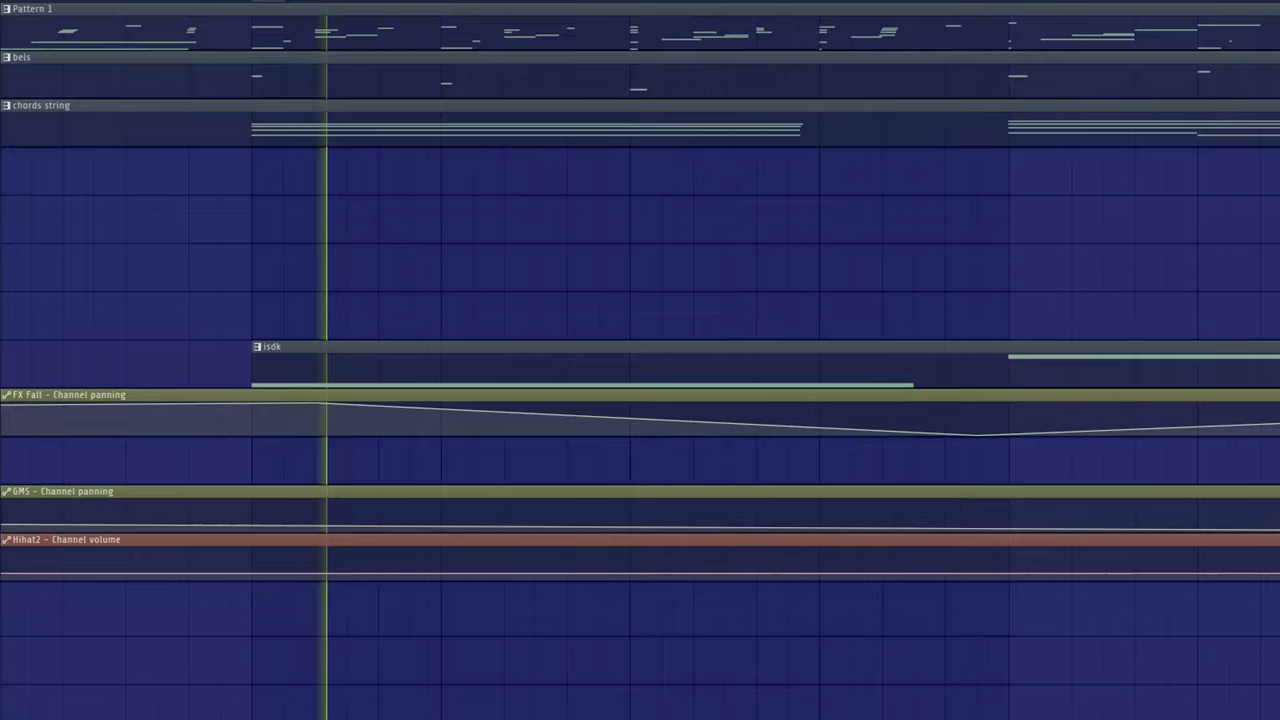 Pattern 1
bels
chords string
isdk
FX Fall - Channel panning
GMS - Channel panning
Hihat2 - Channel volume